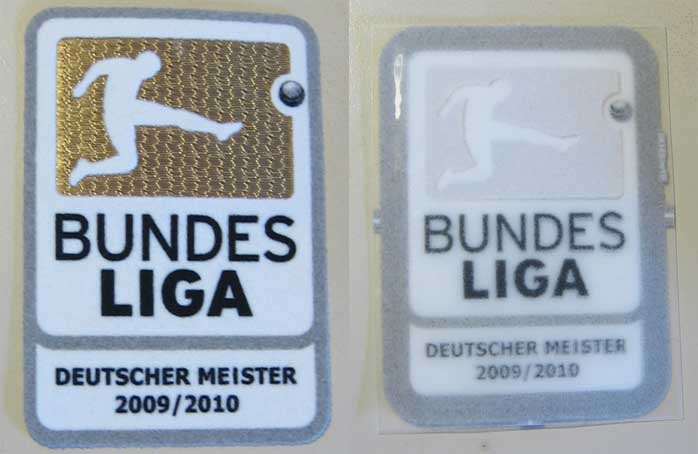 BUNDES
LIGA
DEUTSCHER MEISTER
2009/2010
BUNDES
LIGA
DEUTSCHER MEISTER
2009/2010